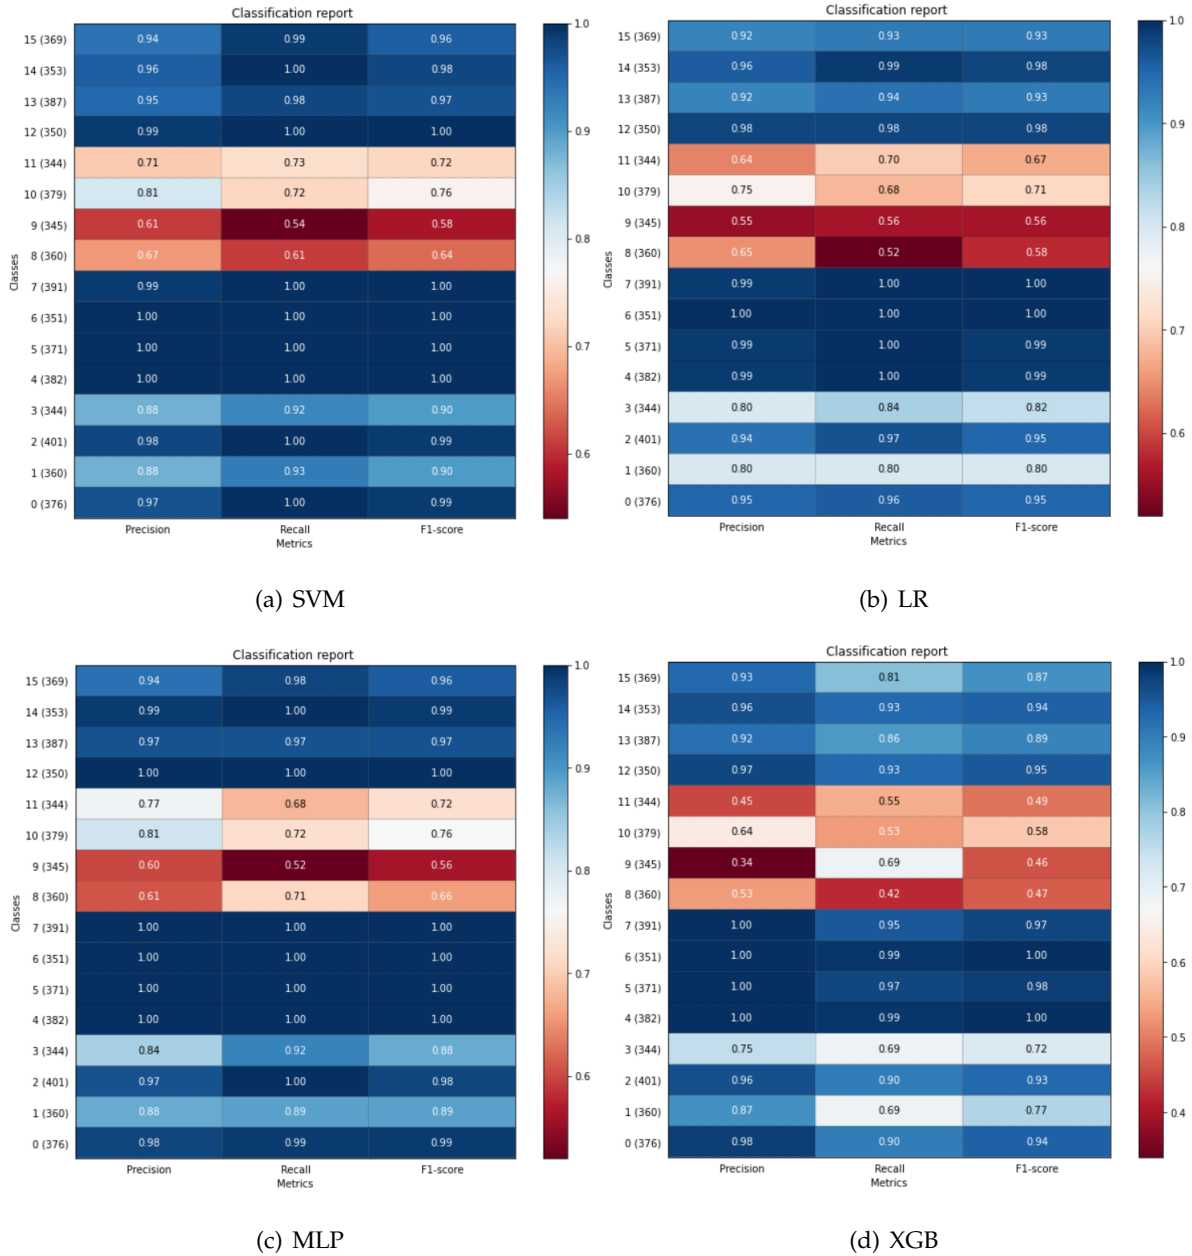 Classification report
15 (369) 0.94 0.99 0.96
14 (353) 0.96 1.00 0.98
13 (387) 0.95 0.98 0.97
12 (350) 0.99 1.00 1.00
11 (344) 0.71 0.73 0.72
10 (379) 0.81 0.72 0.76
9 (345) 0.61 0.54 0.58
8 (360) 0.67 0.61 0.64
7 (391) 0.99 1.00 1.00
6 (351) 1.00 1.00 1.00
5 (371) 1.00 1.00 1.00
4 (382) 1.00 1.00 1.00
3 (344) 0.88 0.92 0.90
2 (401) 0.98 1.00 0.99
1 (360) 0.88 0.93 0.90
0 (376) 0.97 1.00 0.99
Classes
Precision Recall F1-score
Metrics
1.0
0.9
0.8
0.7
0.6
(a) SVM
Classification report
15 (369) 0.92 0.93 0.93
14 (353) 0.96 0.99 0.98
13 (387) 0.92 0.94 0.93
12 (350) 0.98 0.98 0.98
11 (344) 0.64 0.70 0.67
10 (379) 0.75 0.68 0.71
9 (345) 0.55 0.56 0.56
8 (360) 0.65 0.52 0.58
7 (391) 0.99 1.00 1.00
6 (351) 1.00 1.00 1.00
5 (371) 0.99 1.00 0.99
4 (382) 0.99 1.00 0.99
3 (344) 0.80 0.84 0.82
2 (401) 0.94 0.97 0.95
1 (360) 0.80 0.80 0.80
0 (376) 0.95 0.96 0.95
Classes
Precision Recall F1-score
Metrics
1.0
0.9
0.8
0.7
0.6
(b) LR
Classification report
15 (369) 0.94 0.98 0.96
14 (353) 0.99 1.00 0.99
13 (387) 0.97 0.97 0.97
12 (350) 1.00 1.00 1.00
11 (344) 0.77 0.68 0.72
10 (379) 0.81 0.72 0.76
9 (345) 0.60 0.52 0.56
8 (360) 0.61 0.71 0.66
7 (391) 1.00 1.00 1.00
6 (351) 1.00 1.00 1.00
5 (371) 1.00 1.00 1.00
4 (382) 1.00 1.00 1.00
3 (344) 0.84 0.92 0.88
2 (401) 0.97 1.00 0.98
1 (360) 0.88 0.89 0.89
0 (376) 0.98 0.99 0.99
Classes
Precision Recall F1-score
Metrics
1.0
0.9
0.8
0.7
0.6
(c) MLP
Classification report
15 (369) 0.93 0.81 0.87
14 (353) 0.96 0.93 0.94
13 (387) 0.92 0.86 0.89
12 (350) 0.97 0.93 0.95
11 (344) 0.45 0.55 0.49
10 (379) 0.64 0.53 0.58
9 (345) 0.34 0.69 0.46
8 (360) 0.53 0.42 0.47
7 (391) 1.00 0.95 0.97
6 (351) 1.00 0.99 1.00
5 (371) 1.00 0.97 0.98
4 (382) 1.00 0.99 1.00
3 (344) 0.75 0.69 0.72
2 (401) 0.96 0.90 0.93
1 (360) 0.87 0.69 0.77
0 (376) 0.98 0.90 0.94
Classes
Precision Recall F1-score
Metrics
1.0
0.9
0.8
0.7
0.6
0.5
0.4
(d) XGB